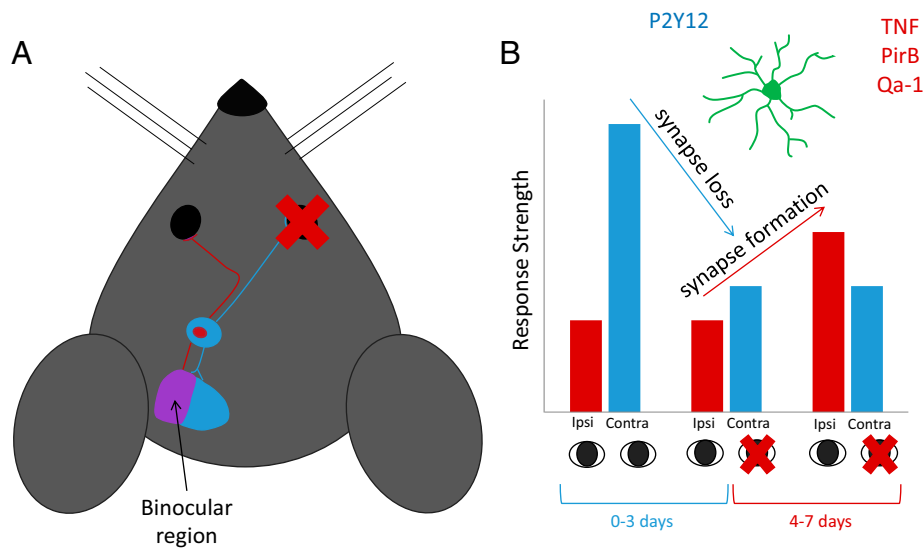 A
Binocular
region
B
P2Y12
TNF
PirB
Qa-1
Response Strength
synapse loss
synapse formation
Ipsi Contra Ipsi Contra Ipsi Contra
0-3 days 4-7 days